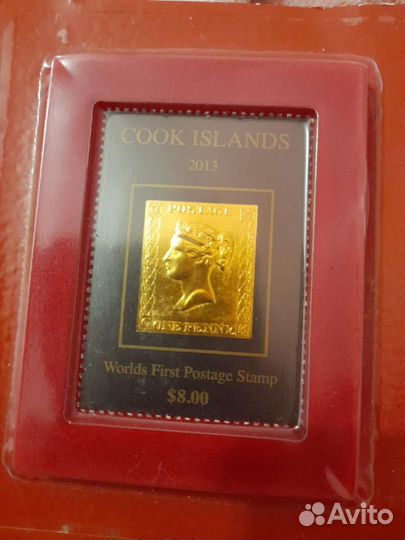 COOK ISLANDS
2013
POSTAGE
ONE PENNY
Worlds First Postage Stamp
$8.00
Avito